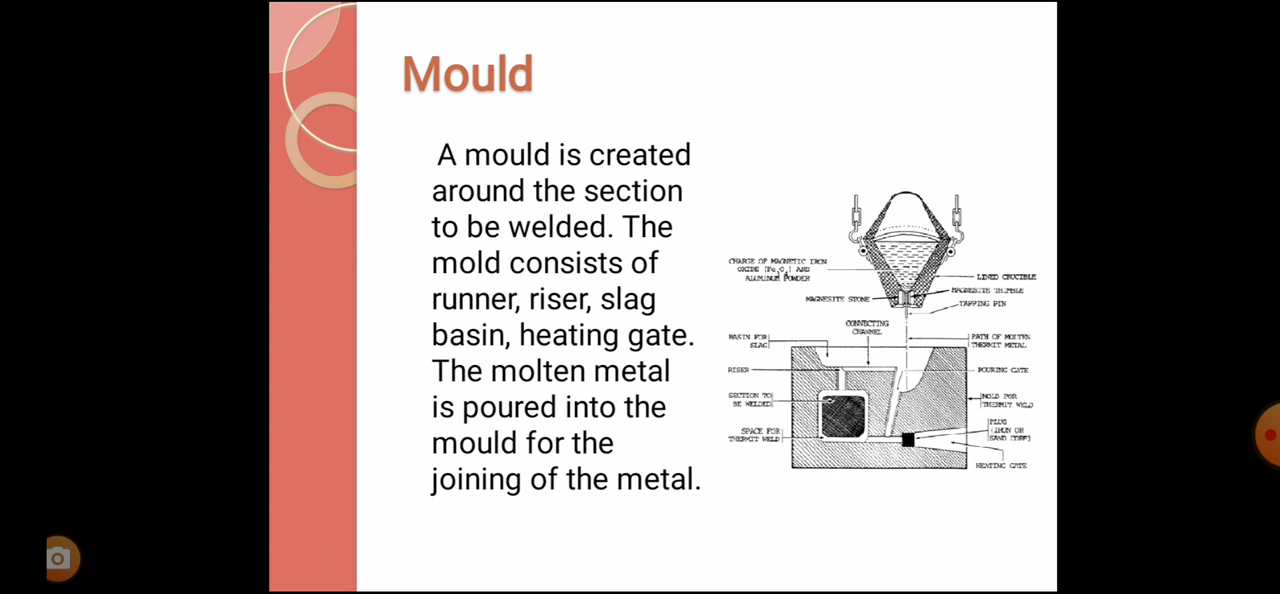 Mould
A mould is created
around the section
to be welded. The
mold consists of
runner, riser, slag
basin, heating gate.
The molten metal
is poured into the
mould for the
joining of the metal.
CHARGE OF MAGNETIC IRON
OXIDE [Fe3O4] AND
ALUMINUM POWDER
MAGNESITE STONE
LINED CRUCIBLE
MAGNESITE THIMBLE
TAPPING PIN
CONNECTING
CHANNEL
BASIN FOR
SLAG
PATH OF MOLTEN
THERMIT METAL
RISER
POURING GATE
SECTION TO
BE WELDED
MOLD FOR
THERMIT WELD
SPACE FOR
THERMIT WELD
PLUG
(IRON OR
SAND CORE)
HEATING GATE